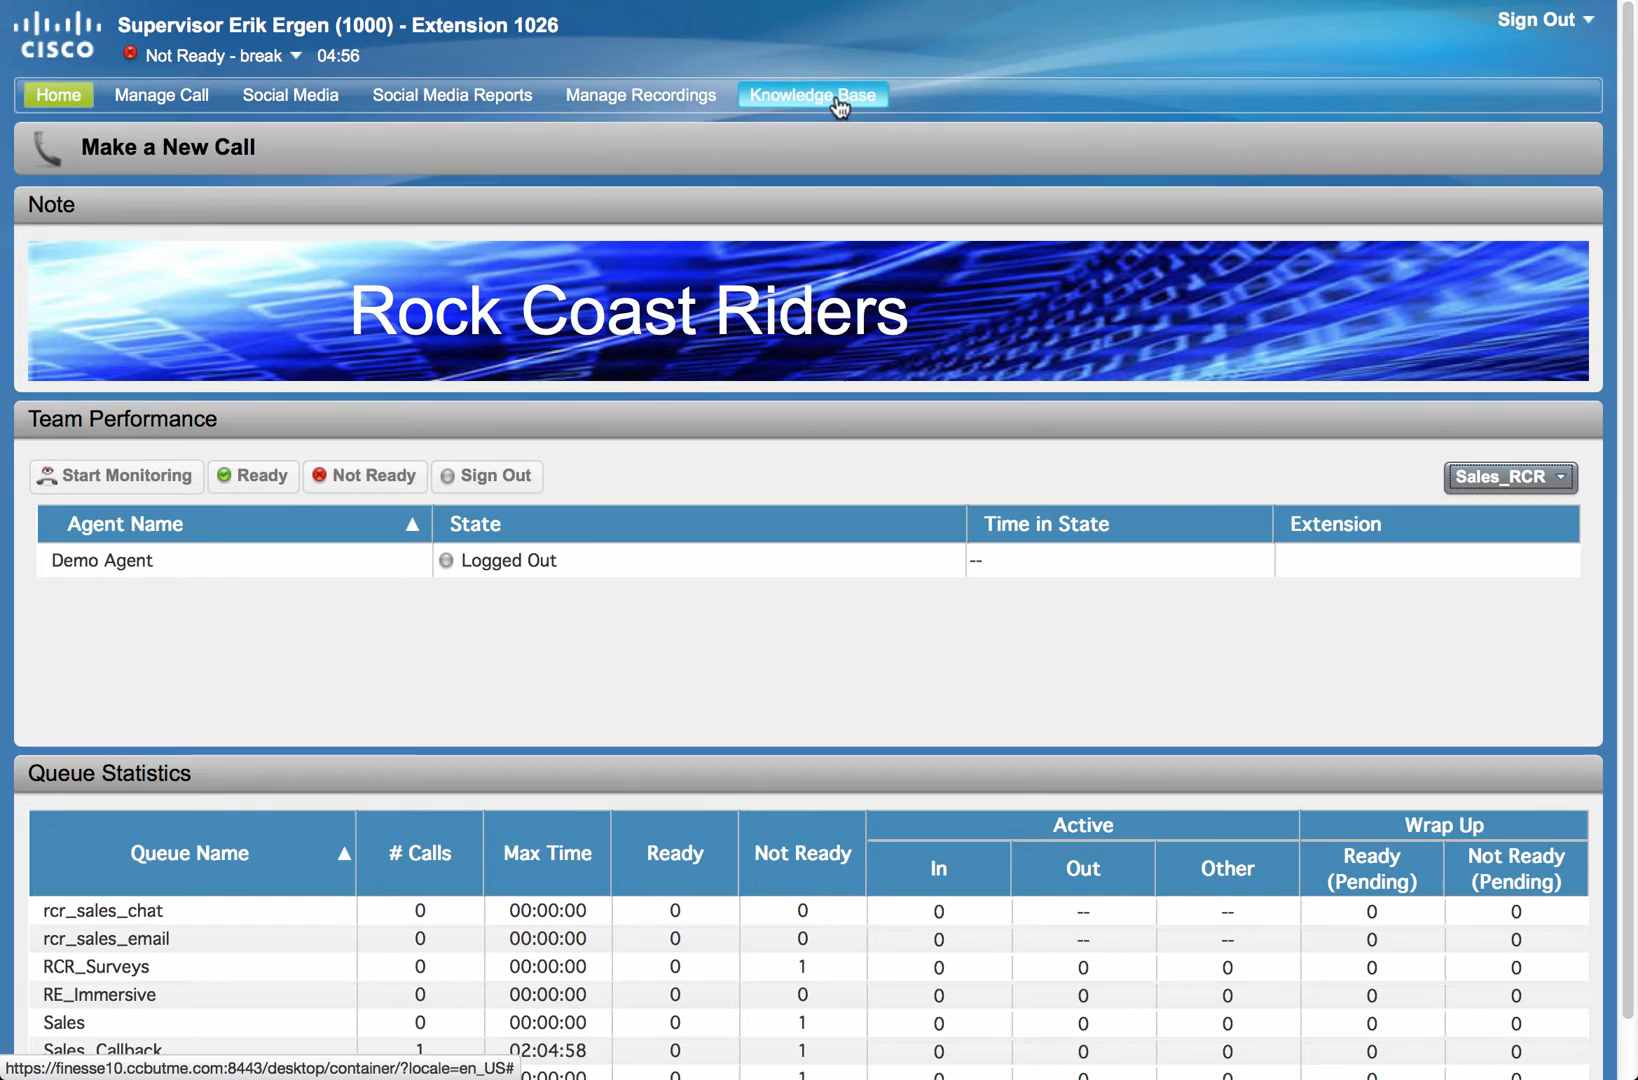 Supervisor Erik Ergen (1000) - Extension 1026
Sign Out
CISCO
Not Ready - break 04:56
Home Manage Call Social Media Social Media Reports Manage Recordings Knowledge Base
Make a New Call
Note
Rock Coast Riders
Team Performance
Start Monitoring Ready Not Ready Sign Out Sales_RCR
Agent Name State Time in State Extension
Demo Agent Logged Out --
Queue Statistics
Queue Name # Calls Max Time Ready Not Ready Active Wrap Up
In Out Other Ready (Pending) Not Ready (Pending)
rcr_sales_chat 0 00:00:00 0 0 0 -- -- 0 0
rcr_sales_email 0 00:00:00 0 0 0 -- -- 0 0
RCR_Surveys 0 00:00:00 0 1 0 0 0 0 0
RE_Immersive 0 00:00:00 0 0 0 0 0 0 0
Sales 0 00:00:00 0 1 0 0 0 0 0
Sales_Callback 1 02:04:58 0 1 0 0 0 0 0
https://finesse10.ccbutme.com:8443/desktop/container/?locale=en_US#